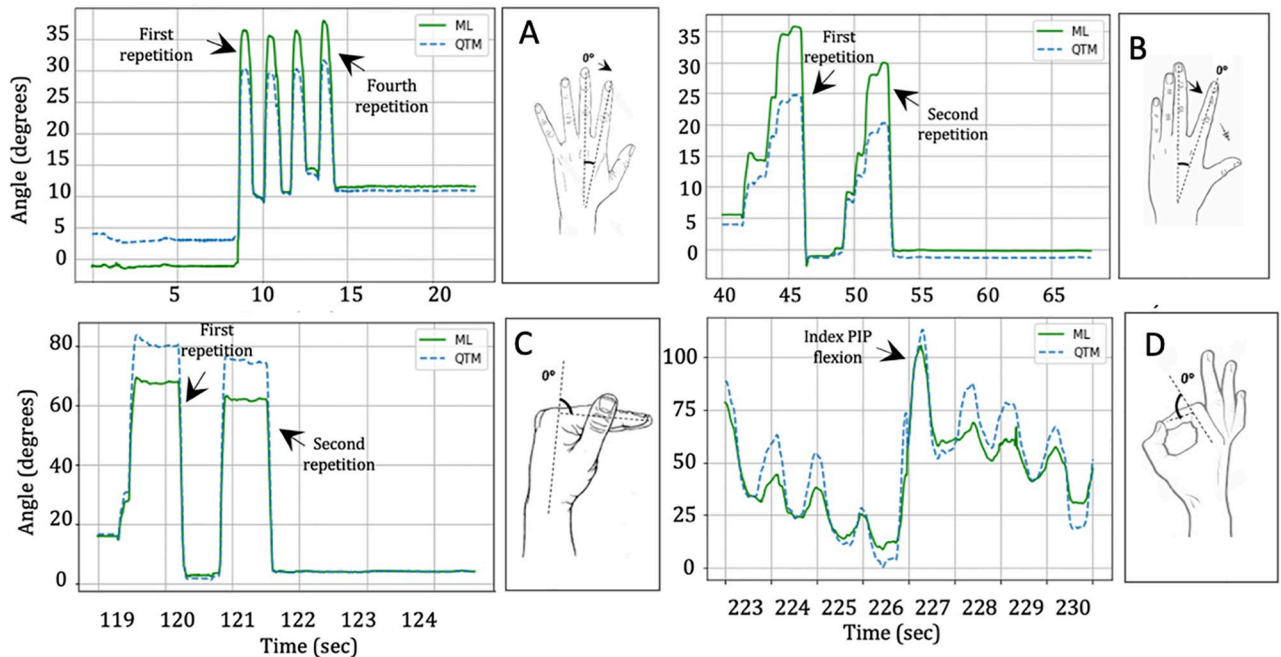 A
Angle (degrees)
35
30
25
20
15
10
5
0
5
10
15
20
ML
QTM
First
repetition
Fourth
repetition
0°
B
35
30
25
20
15
10
5
0
40
45
50
55
60
65
ML
QTM
First
repetition
Second
repetition
0°
C
Angle (degrees)
80
60
40
20
0
119
120
121
122
123
124
Time (sec)
ML
QTM
First
repetition
Second
repetition
0°
D
100
75
50
25
0
223
224
225
226
227
228
229
230
Time (sec)
ML
QTM
Index PIP
flexion
0°